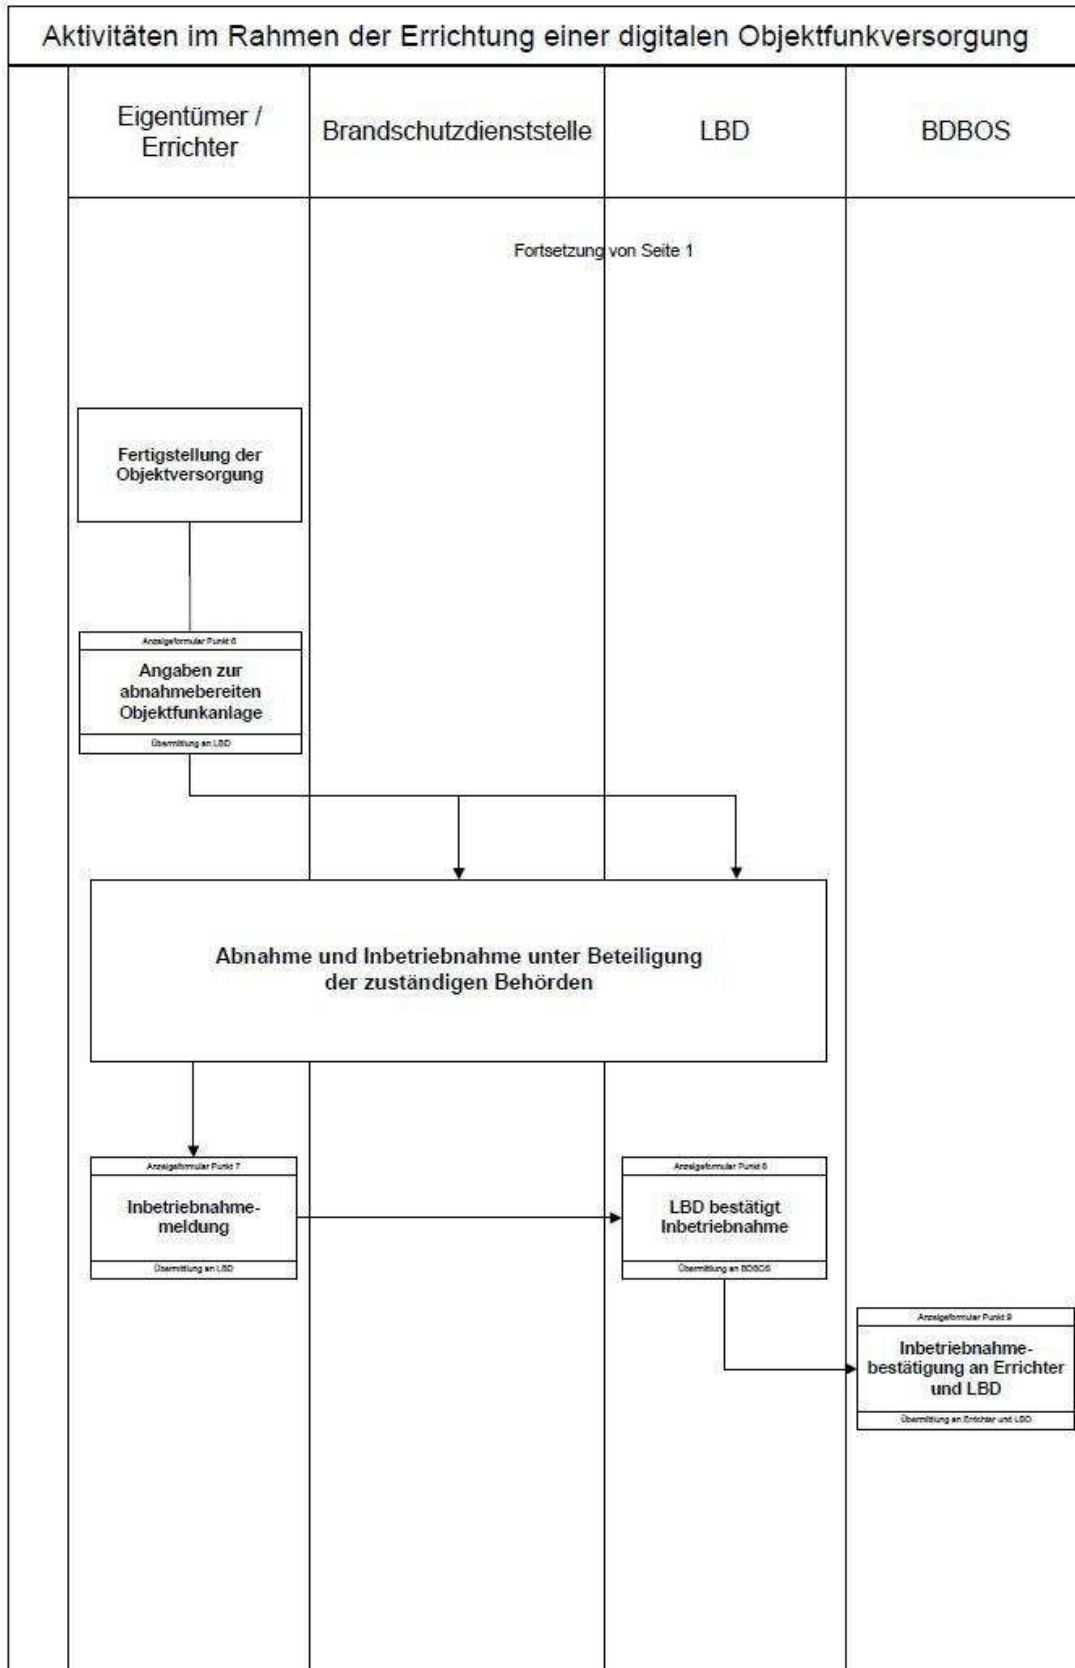 Aktivitäten im Rahmen der Errichtung einer digitalen Objektfunkversorgung
Eigentümer /
Errichter
Brandschutzdienststelle
LBD
BDBOS
Fortsetzung von Seite 1
Fertigstellung der
Objektversorgung
Anzeigeformular Punkt 6
Angaben zur
abnahmebereiten
Objektfunkanlage
Übermittlung an LBD
Abnahme und Inbetriebnahme unter Beteiligung
der zuständigen Behörden
Anzeigeformular Punkt 7
Inbetriebnahme-
meldung
Übermittlung an LBD
Anzeigeformular Punkt
LBD bestätigt
Inbetriebnahme
Übermittlung an BDBOS
Anzeigeformular Punkt 9
Inbetriebnahme-
bestätigung an Errichter
und LBD
Übermittlung an Errichter und LBD